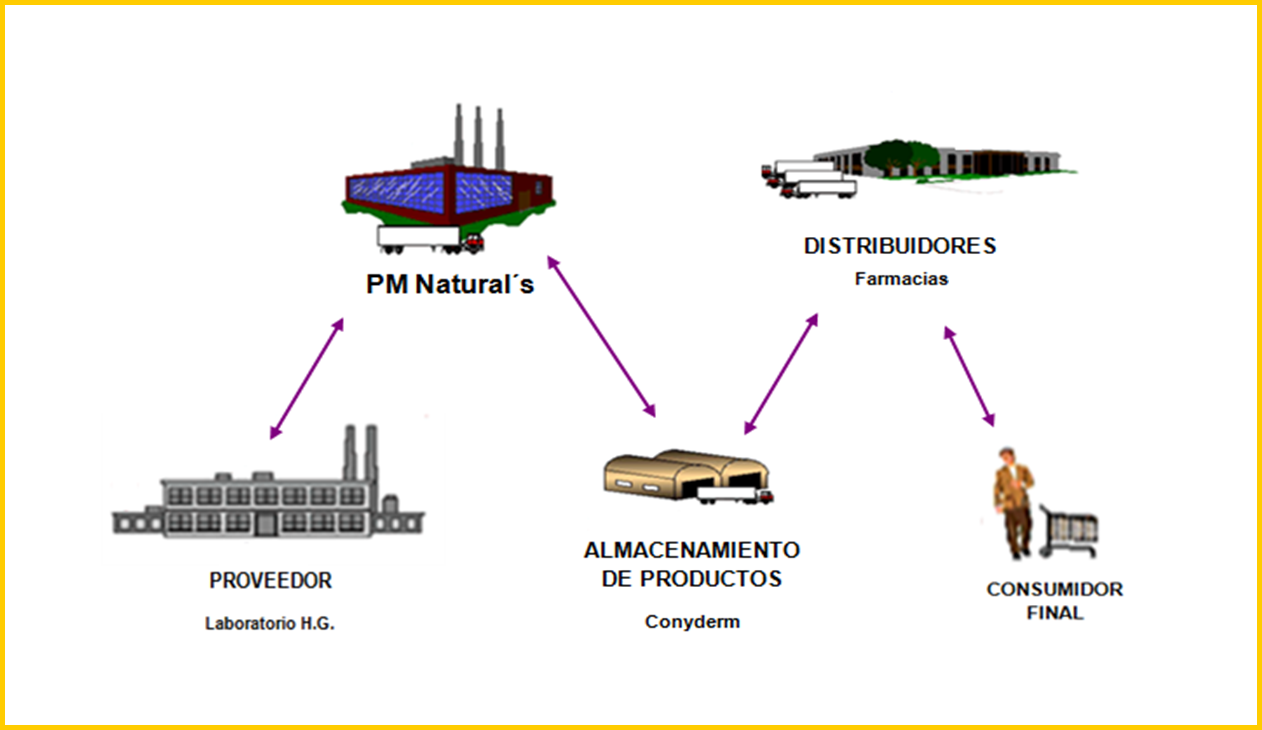 PM Natural´s
DISTRIBUIDORES
Farmacias
PROVEEDOR
Laboratorio H.G.
ALMACENAMIENTO
DE PRODUCTOS
Conyderm
CONSUMIDOR
FINAL